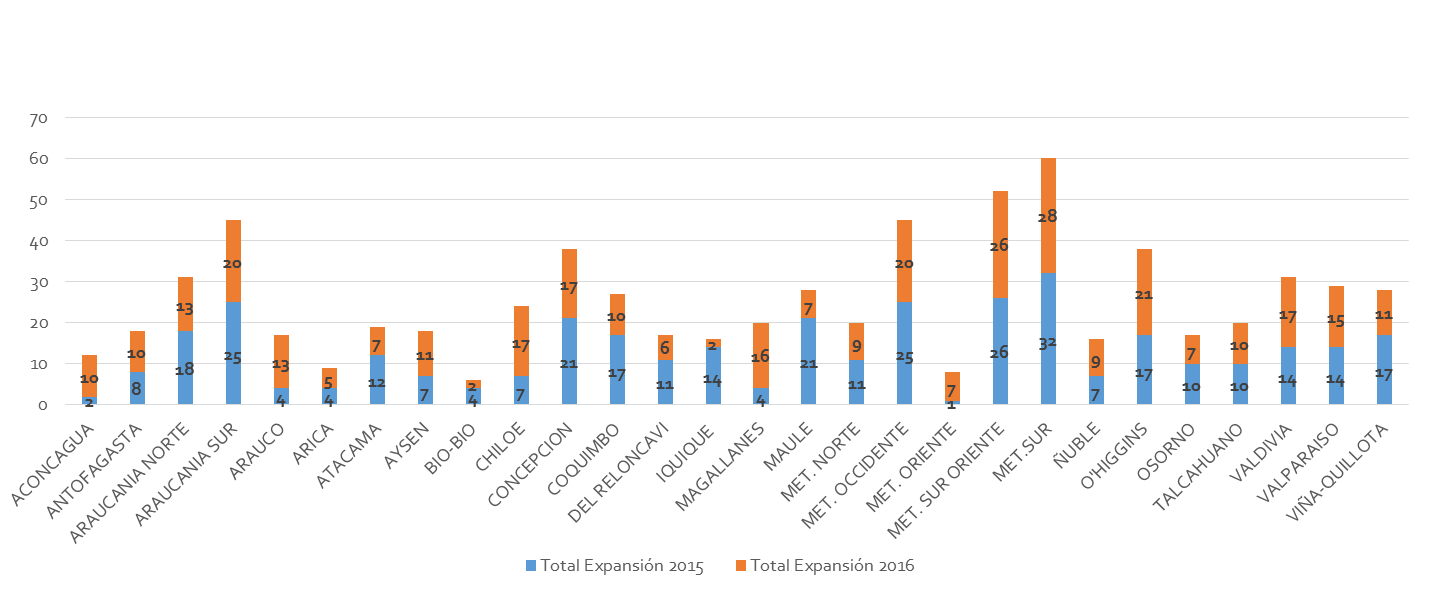 70
60
50
40
30
20
10
0
10 10 13 20 13 5 7 11 2 17 17 10 6 2 16 7 9 20 7 26 28 9 21 7 10 17 15 11
2 8 18 25 4 4 12 7 4 7 21 17 11 14 4 21 11 25 1 26 32 7 17 10 10 14 14 17
ACONCAGUA
ANTOFAGASTA
ARAUCANIA NORTE
ARAUCANIA SUR
ARAUCO
ARICA
ATACAMA
AYSEN
BIO-BIO
CHILOE
CONCEPCION
COQUIMBO
DEL RELONCAVI
IQUIQUE
MAGALLANES
MAULE
MET. NORTE
MET. OCCIDENTE
MET. ORIENTE
MET. SUR ORIENTE
MET.SUR
ÑUBLE
O'HIGGINS
OSORNO
TALCAHUANO
VALDIVIA
VALPARAISO
VIÑA-QUILLOTA
Total Expansión 2015 Total Expansión 2016